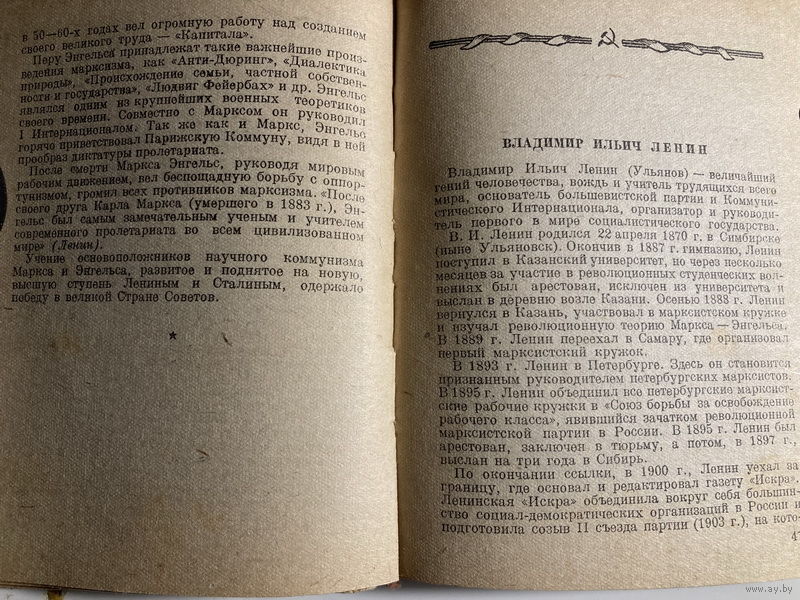 в 50—60-х годах вел огромную работу над созданием
своего великого труда — «Капитала».
Перу Энгельса принадлежат такие важнейшие произ-
ведения марксизма, как «Анти-Дюринг», «Диалектика
природы», «Происхождение семьи, частной собствен-
ности и государства», «Людвиг Фейербах» и др. Энгельс
являлся одним из крупнейших военных теоретиков
своего времени. Совместно с Марксом он руководил
I Интернационалом. Так же как и Маркс, Энгельс
горячо приветствовал Парижскую Коммуну, видя в ней
прообраз диктатуры пролетариата.
После смерти Маркса Энгельс, руководя мировым
рабочим движением, вел беспощадную борьбу с оппор-
тунизмом, громил всех противников марксизма. «После
своего друга Карла Маркса (умершего в 1883 г.), Эн-
гельс был самым замечательным ученым и учителем
современного пролетариата во всем цивилизованном
мире» (Ленин).
Учение основоположников научного коммунизма
Маркса и Энгельса, развитое и поднятое на новую,
высшую ступень Лениным и Сталиным, одержало
победу в великой Стране Советов.
ВЛАДИМИР ИЛЬИЧ ЛЕНИН
Владимир Ильич Ленин (Ульянов) — величайший
гений человечества, вождь и учитель трудящихся всего
мира, основатель большевистской партии и Коммуни-
стического Интернационала, организатор и руководи-
тель первого в мире социалистического государства.
В. И. Ленин родился 22 апреля 1870 г. в Симбирске
(ныне Ульяновск). Окончив в 1887 г. гимназию, Ленин
поступил в Казанский университет, но через несколько
месяцев за участие в революционных студенческих вол-
нениях был арестован, исключен из университета и
выслан в деревню возле Казани. Осенью 1888 г. Ленин
вернулся в Казань, участвовал в марксистском кружке
и изучал революционную теорию Маркса — Энгельса.
В 1889 г. Ленин переехал в Самару, где организовал
первый марксистский кружок.
В 1893 г. Ленин в Петербурге. Здесь он становится
признанным руководителем петербургских марксистов.
В 1895 г. Ленин объединил все петербургские марксист-
ские рабочие кружки в «Союз борьбы за освобождение
рабочего класса», явившийся зачатком революционной
марксистской партии в России. В 1895 г. Ленин был
арестован, заключен в тюрьму, а потом, в 1897 г.,
выслан на три года в Сибирь.
По окончании ссылки, в 1900 г., Ленин уехал за
границу, где основал и редактировал газету «Искра».
Ленинская «Искра» объединила вокруг себя большин-
ство социал-демократических организаций в России и
подготовила созыв II съезда партии (1903 г.), на кото-
www.ay.by